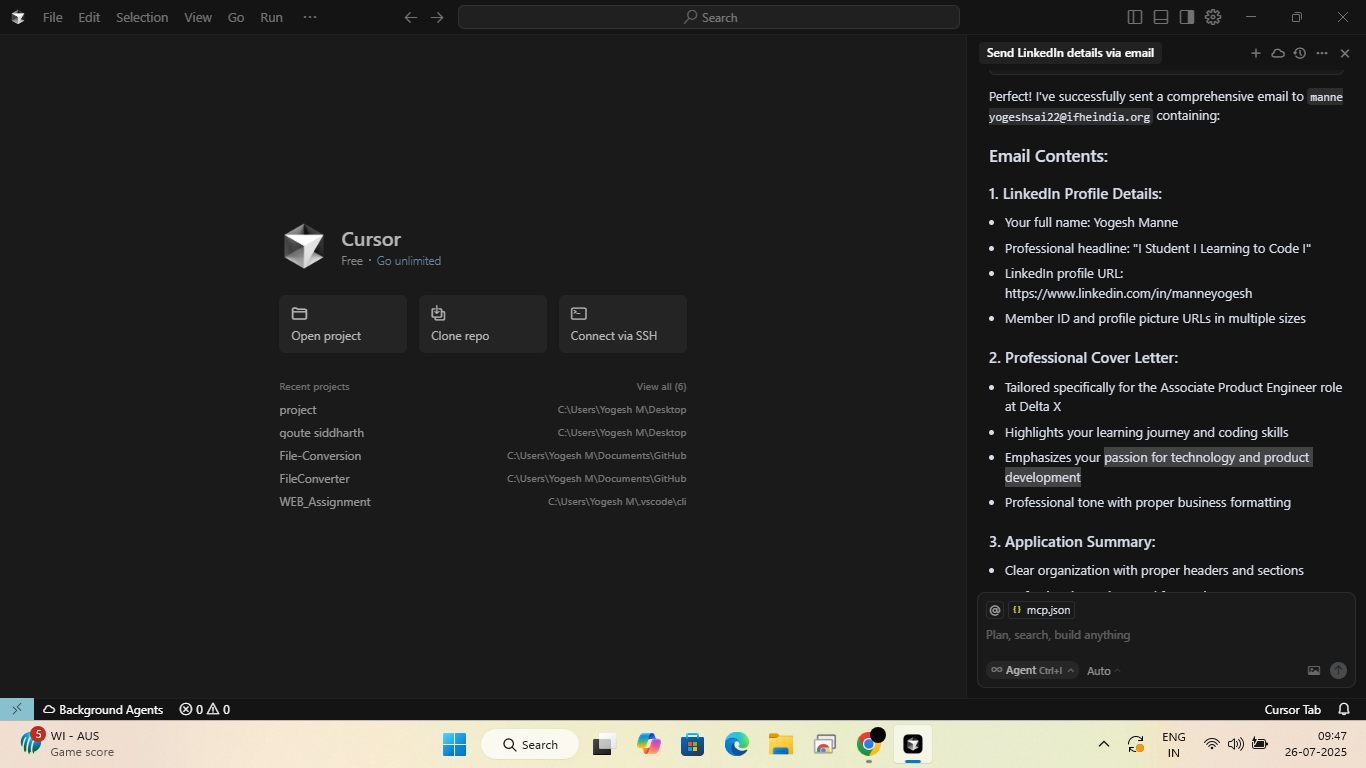 File Edit Selection View Go Run ···
Search
Send LinkedIn details via email
Cursor
Free · Go unlimited
Open project
Clone repo
Connect via SSH
Recent projects
View all (6)
project C:\Users\Yogesh M\Desktop
qoute siddharth C:\Users\Yogesh M\Desktop
File-Conversion C:\Users\Yogesh M\Documents\GitHub
FileConverter C:\Users\Yogesh M\Documents\GitHub
WEB_Assignment C:\Users\Yogesh M\.vscode\cli
Perfect! I've successfully sent a comprehensive email to manne
yogeshsai22@ifheindia.org containing:
Email Contents:
1. LinkedIn Profile Details:
• Your full name: Yogesh Manne
• Professional headline: "I Student I Learning to Code I"
• LinkedIn profile URL:
https://www.linkedin.com/in/manneyogesh
• Member ID and profile picture URLs in multiple sizes
2. Professional Cover Letter:
• Tailored specifically for the Associate Product Engineer role
at Delta X
• Highlights your learning journey and coding skills
• Emphasizes your passion for technology and product
development
• Professional tone with proper business formatting
3. Application Summary:
• Clear organization with proper headers and sections
@ {} mcp.json
Plan, search, build anything
∞ Agent Ctrl+I Auto
Background Agents 0 0
Cursor Tab
5
WI - AUS
Game score
Search
ENG
IN
09:47
26-07-2025